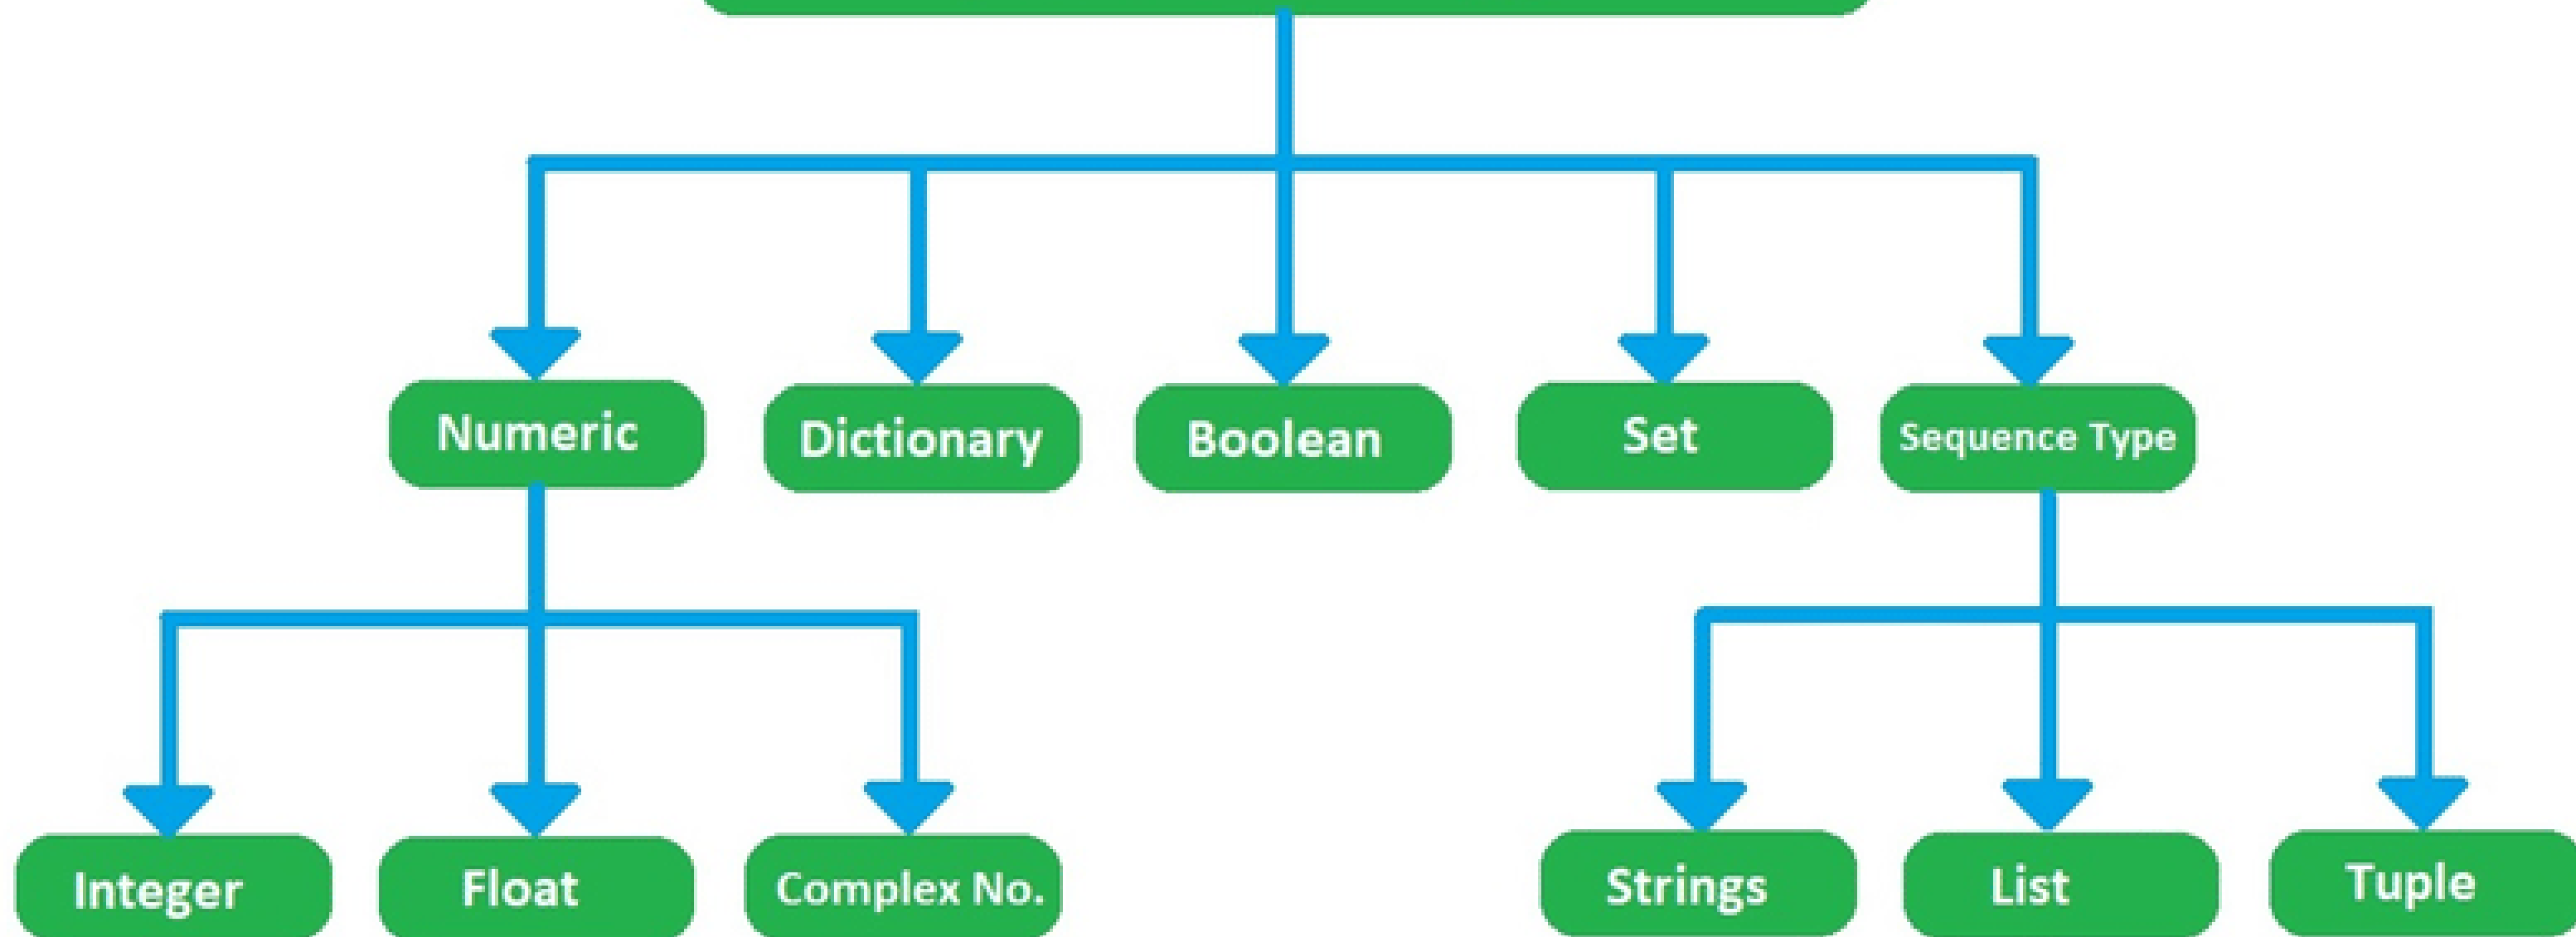 Numeric
Dictionary
Boolean
Set
Sequence Type
Integer
Float
Complex No.
Strings
List
Tuple